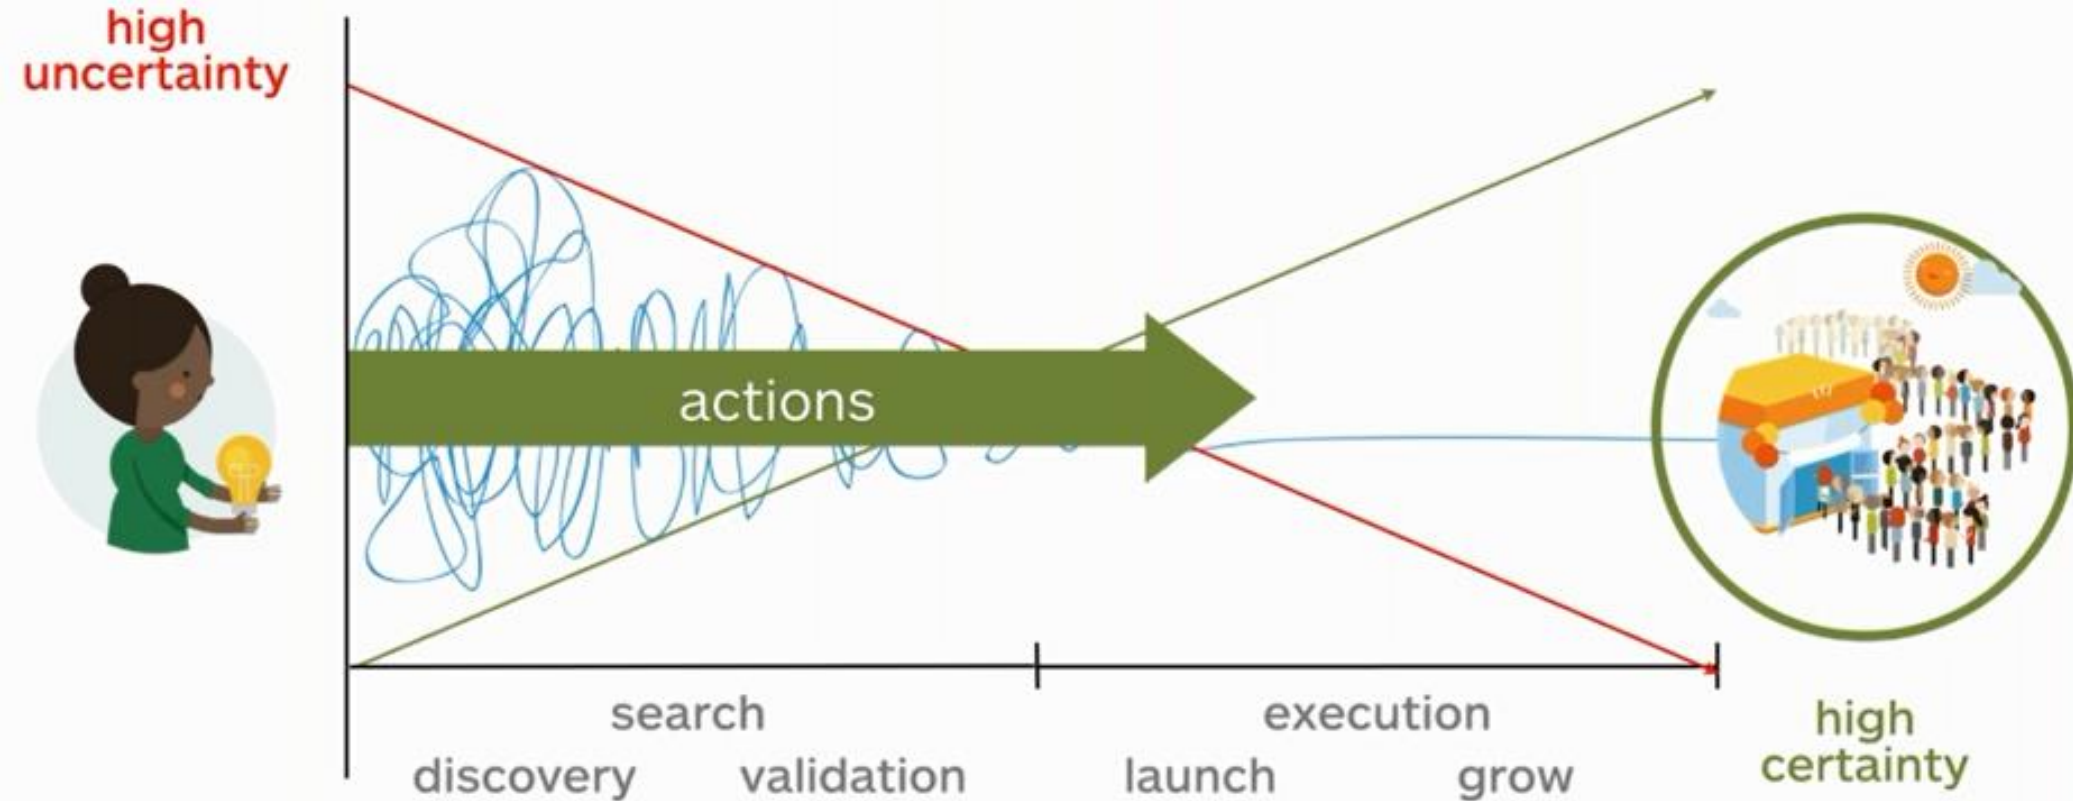 high
uncertainty
actions
search
execution
discovery
validation
launch
grow
high
certainty